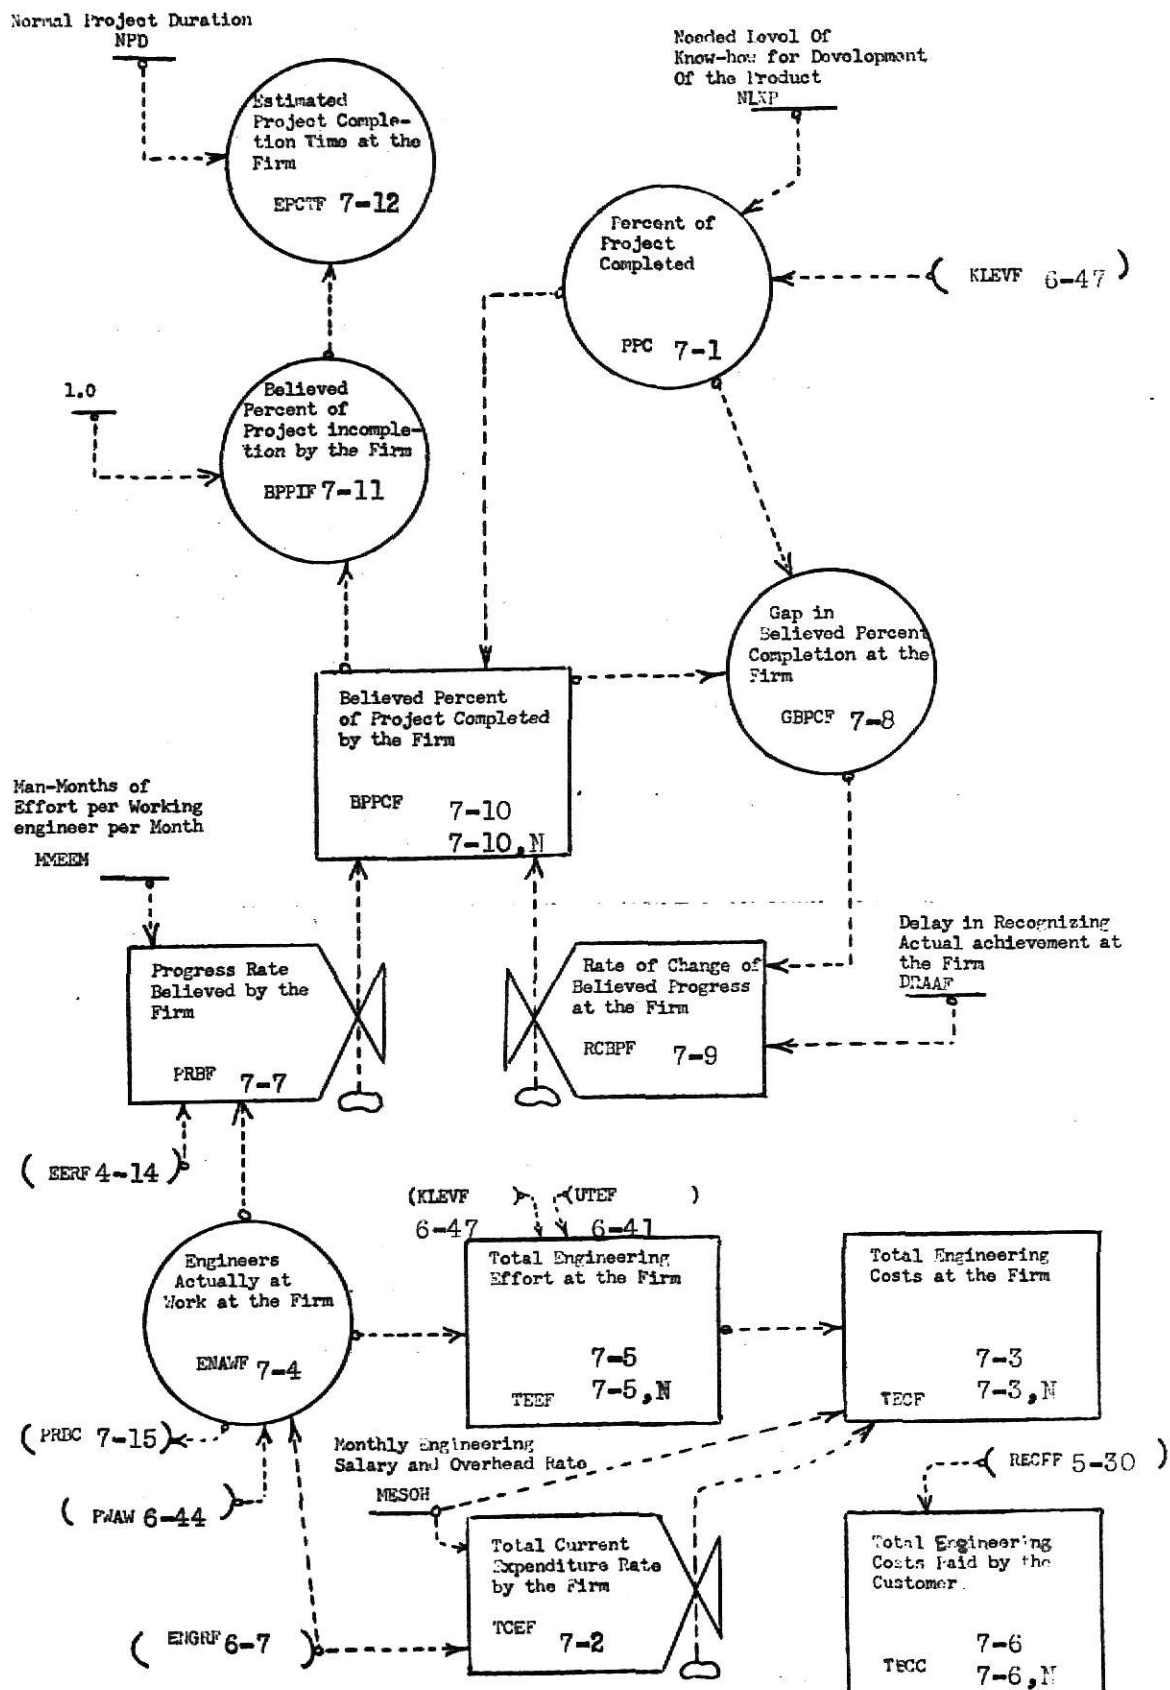 Normal Project Duration
NPD
Estimated
Project Comple-
tion Time at the
Firm
EPCTF 7-12
Needed Level Of
Know-how for Development
Of the Product
NLKP
Percent of
Project
Completed
PPC 7-1
( KLEVF 6-47 )
1.0
Believed
Percent of
Project incomple-
tion by the Firm
BPPIF 7-11
Gap in
Believed Percent
Completion at the
Firm
GBPCF 7-8
Believed Percent
of Project Completed
by the Firm
BPPCF 7-10
7-10,N
Man-Months of
Effort per Working
engineer per Month
MMEEM
Progress Rate
Believed by the
Firm
PRBF 7-7
Rate of Change of
Believed Progress
at the Firm
RCBPF 7-9
Delay in Recognizing
Actual achievement at
the Firm
DRAAF
( EERF 4-14 )
(KLEVF )
6-47
(UTEF )
6-41
Engineers
Actually at
Work at the Firm
ENAWF 7-4
Total Engineering
Effort at the Firm
7-5
TEEF 7-5,N
Total Engineering
Costs at the Firm
7-3
TECF 7-3,N
(PRBC 7-15)
( PWAW 6-44 )
Monthly Engineering
Salary and Overhead Rate
MESOH
( RECFF 5-30 )
Total Current
Expenditure Rate
by the Firm
TCEF 7-2
( ENGRF 6-7 )
Total Engineering
Costs Paid by the
Customer
7-6
TECC 7-6,N